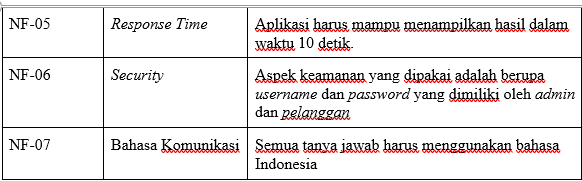 NF-05 Response Time Aplikasi harus mampu menampilkan hasil dalam
waktu 10 detik.
NF-06 Security Aspek keamanan yang dipakai adalah berupa
username dan password yang dimiliki oleh admin
dan pelanggan
NF-07 Bahasa Komunikasi Semua tanya jawab harus menggunakan bahasa
Indonesia